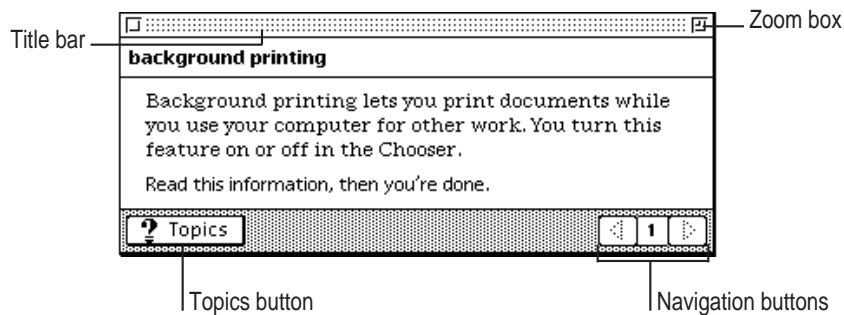 Zoom box
Title bar
background printing
Background printing lets you print documents while
you use your computer for other work. You turn this
feature on or off in the Chooser.
Read this information, then you're done.
? Topics
1
Topics button
Navigation buttons